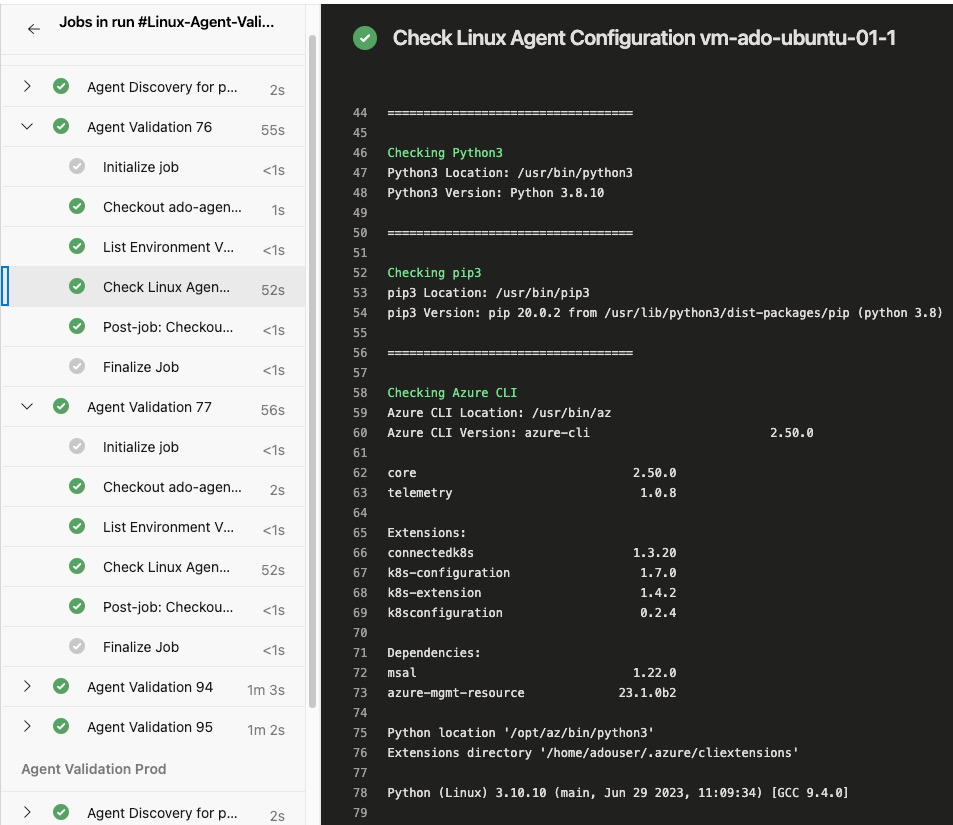 Jobs in run #Linux-Agent-Vali...
Agent Discovery for p... 2s
Agent Validation 76 55s
Initialize job <1s
Checkout ado-agen... 1s
List Environment V... <1s
Check Linux Agen... 52s
Post-job: Checkou... <1s
Finalize Job <1s
Agent Validation 77 56s
Initialize job <1s
Checkout ado-agen... 2s
List Environment V... <1s
Check Linux Agen... 52s
Post-job: Checkou... <1s
Finalize Job <1s
Agent Validation 94 1m 3s
Agent Validation 95 1m 2s
Agent Validation Prod
Agent Discovery for p... 2s
Check Linux Agent Configuration vm-ado-ubuntu-01-1
44 ==================================
45
46 Checking Python3
47 Python3 Location: /usr/bin/python3
48 Python3 Version: Python 3.8.10
49
50 ==================================
51
52 Checking pip3
53 pip3 Location: /usr/bin/pip3
54 pip3 Version: pip 20.0.2 from /usr/lib/python3/dist-packages/pip (python 3.8)
55
56 ==================================
57
58 Checking Azure CLI
59 Azure CLI Location: /usr/bin/az
60 Azure CLI Version: azure-cli 2.50.0
61
62 core 2.50.0
63 telemetry 1.0.8
64
65 Extensions:
66 connectedk8s 1.3.20
67 k8s-configuration 1.7.0
68 k8s-extension 1.4.2
69 k8sconfiguration 0.2.4
70
71 Dependencies:
72 msal 1.22.0
73 azure-mgmt-resource 23.1.0b2
74
75 Python location '/opt/az/bin/python3'
76 Extensions directory '/home/adouser/.azure/cliextensions'
77
78 Python (Linux) 3.10.10 (main, Jun 29 2023, 11:09:34) [GCC 9.4.0]
79